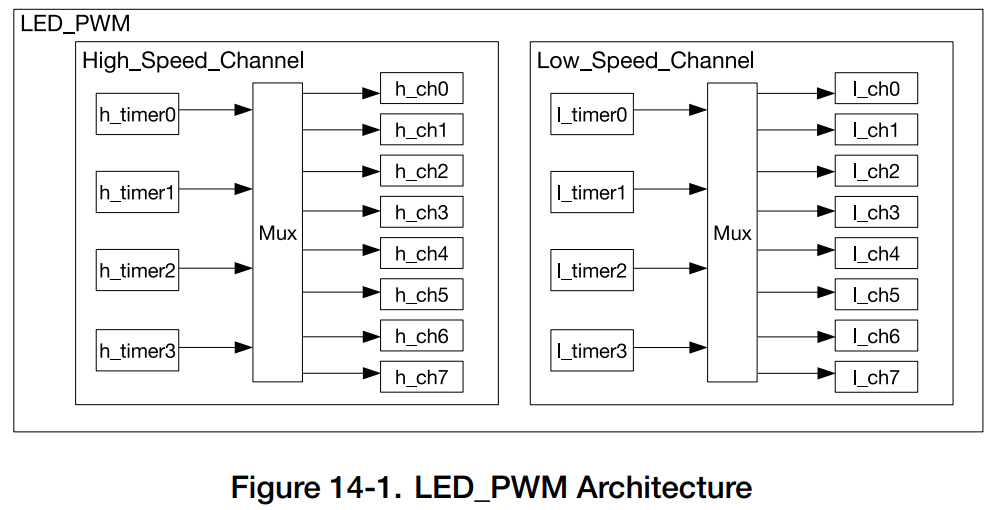 LED_PWM
High_Speed_Channel
h_timer0
h_timer1
h_timer2
h_timer3
Mux
h_ch0
h_ch1
h_ch2
h_ch3
h_ch4
h_ch5
h_ch6
h_ch7
Low_Speed_Channel
l_timer0
l_timer1
l_timer2
l_timer3
Mux
l_ch0
l_ch1
l_ch2
l_ch3
l_ch4
l_ch5
l_ch6
l_ch7
Figure 14-1. LED_PWM Architecture